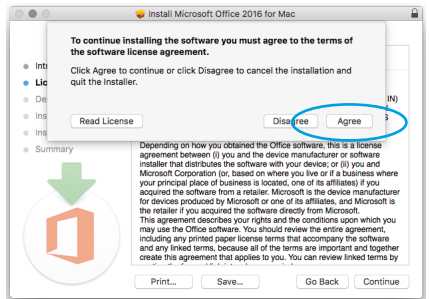 Install Microsoft Office 2016 for Mac
To continue installing the software you must agree to the terms of
the software license agreement.
Click Agree to continue or click Disagree to cancel the installation and
quit the Installer.
Read License
Disagree
Agree
Intr
Lic
De
Ins
Ins
Summary
IN)
S
Depending on how you obtained the Office software, this is a license
agreement between (i) you and the device manufacturer or software
installer that distributes the software with your device; or (ii) you and
Microsoft Corporation (or, based on where you live or if a business where
your principal place of business is located, one of its affiliates) if you
acquired the software from a retailer. Microsoft is the device manufacturer
for devices produced by Microsoft or one of its affiliates, and Microsoft is
the retailer if you acquired the software directly from Microsoft.
This agreement describes your rights and the conditions upon which you
may use the Office software. You should review the entire agreement,
including any printed paper license terms that accompany the software
and any linked terms, because all of the terms are important and together
create this agreement that applies to you. You can review linked terms by
Print...
Save...
Go Back
Continue